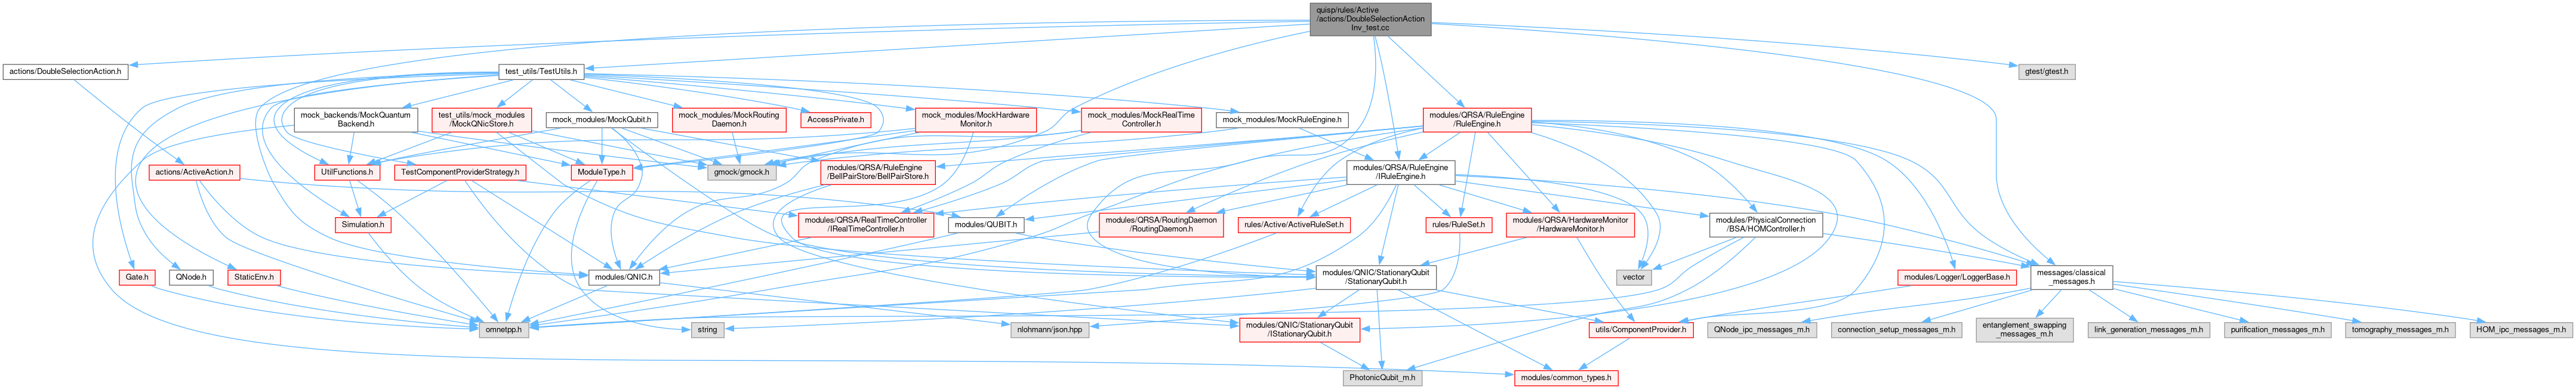 quisp/rules/Active
/actions/DoubleSelectionAction
Inv_test.cc
actions/DoubleSelectionAction.h
test_utils/TestUtils.h
gtest/gtest.h
mock_backends/MockQuantum
Backend.h
test_utils/mock_modules
/MockQNicStore.h
mock_modules/MockQubit.h
mock_modules/MockRouting
Daemon.h
AccessPrivate.h
mock_modules/MockHardware
Monitor.h
mock_modules/MockRealTime
Controller.h
mock_modules/MockRuleEngine.h
modules/QRSA/RuleEngine
/RuleEngine.h
actions/ActiveAction.h
UtilFunctions.h
TestComponentProviderStrategy.h
ModuleType.h
gmock/gmock.h
modules/QRSA/RuleEngine
/BellPairStore/BellPairStore.h
modules/QRSA/RuleEngine
/IRuleEngine.h
Simulation.h
modules/QRSA/RealTimeController
/IRealTimeController.h
modules/QUBIT.h
modules/QRSA/RoutingDaemon
/RoutingDaemon.h
rules/Active/ActiveRuleSet.h
rules/RuleSet.h
modules/QRSA/HardwareMonitor
/HardwareMonitor.h
modules/PhysicalConnection
/BSA/HOMController.h
Gate.h
QNode.h
StaticEnv.h
modules/QNIC.h
modules/QNIC/StationaryQubit
/StationaryQubit.h
vector
modules/Logger/LoggerBase.h
messages/classical
_messages.h
omnetpp.h
string
nlohmann/json.hpp
modules/QNIC/StationaryQubit
/IStationaryQubit.h
utils/ComponentProvider.h
QNode_ipc_messages_m.h
connection_setup_messages_m.h
entanglement_swapping
_messages_m.h
link_generation_messages_m.h
purification_messages_m.h
tomography_messages_m.h
HOM_ipc_messages_m.h
PhotonicQubit_m.h
modules/common_types.h